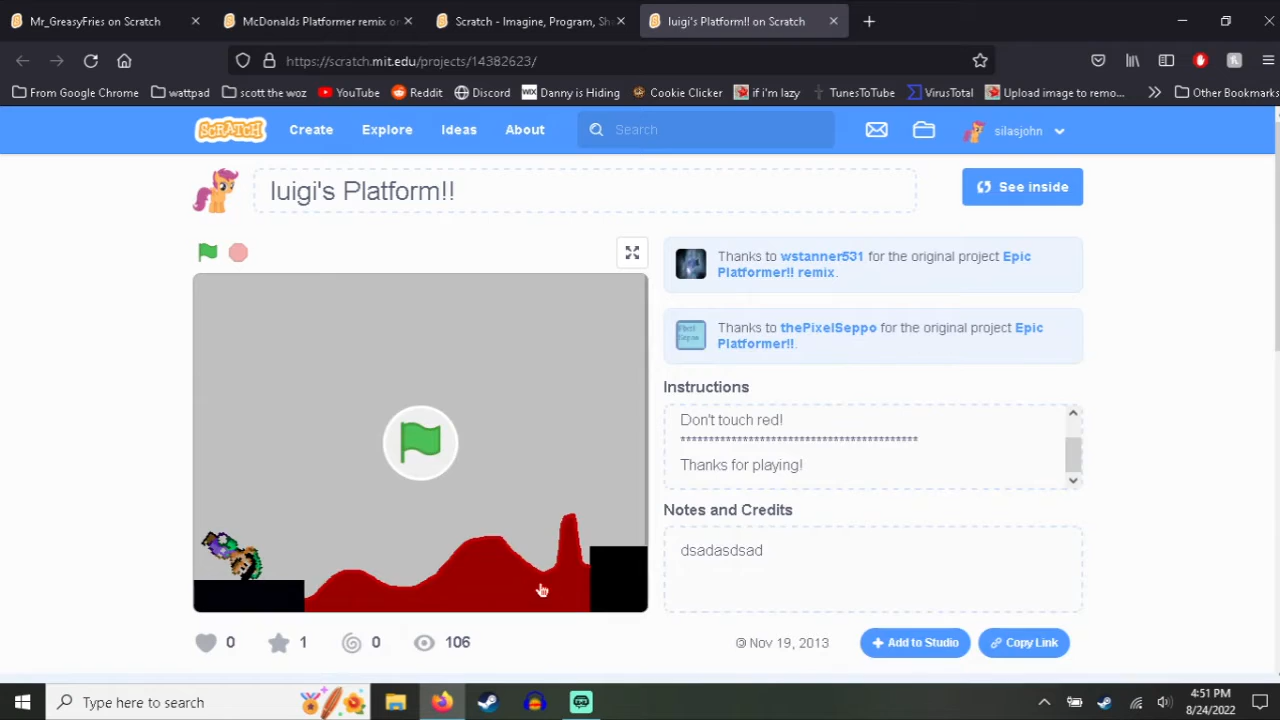 Mr_GreasyFries on Scratch
McDonalds Platformer remix on
Scratch - Imagine, Program, Sh
luigi's Platform!! on Scratch
https://scratch.mit.edu/projects/14382623/
From Google Chrome
wattpad
scott the woz
YouTube
Reddit
Discord
WIX
Danny is Hiding
Cookie Clicker
if i'm lazy
TunesToTube
VirusTotal
Upload image to remo...
Other Bookmarks
SCRATCH
Create
Explore
Ideas
About
Search
silasjohn
luigi's Platform!!
See inside
Thanks to wstanner531 for the original project Epic
Platformer!! remix.
Thanks to thePixelSeppo for the original project Epic
Platformer!!.
Instructions
Don't touch red!
******************************************
Thanks for playing!
Notes and Credits
dsadasdsad
0
1
0
106
© Nov 19, 2013
Add to Studio
Copy Link
Type here to search
4:51 PM
8/24/2022